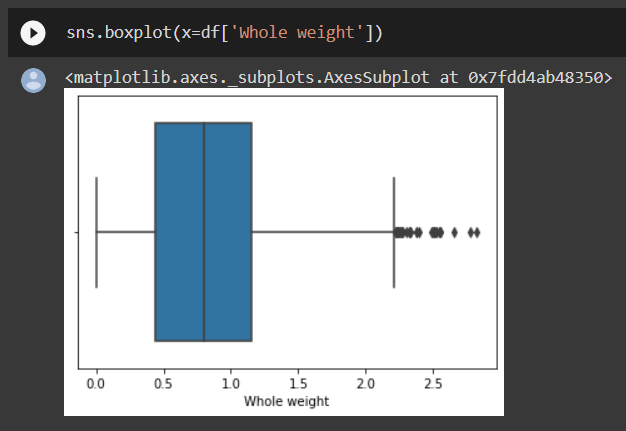 sns.boxplot(x=df['Whole weight'])
<matplotlib.axes._subplots.AxesSubplot at 0x7fdd4ab48350>
0.0 0.5 1.0 1.5 2.0 2.5
Whole weight